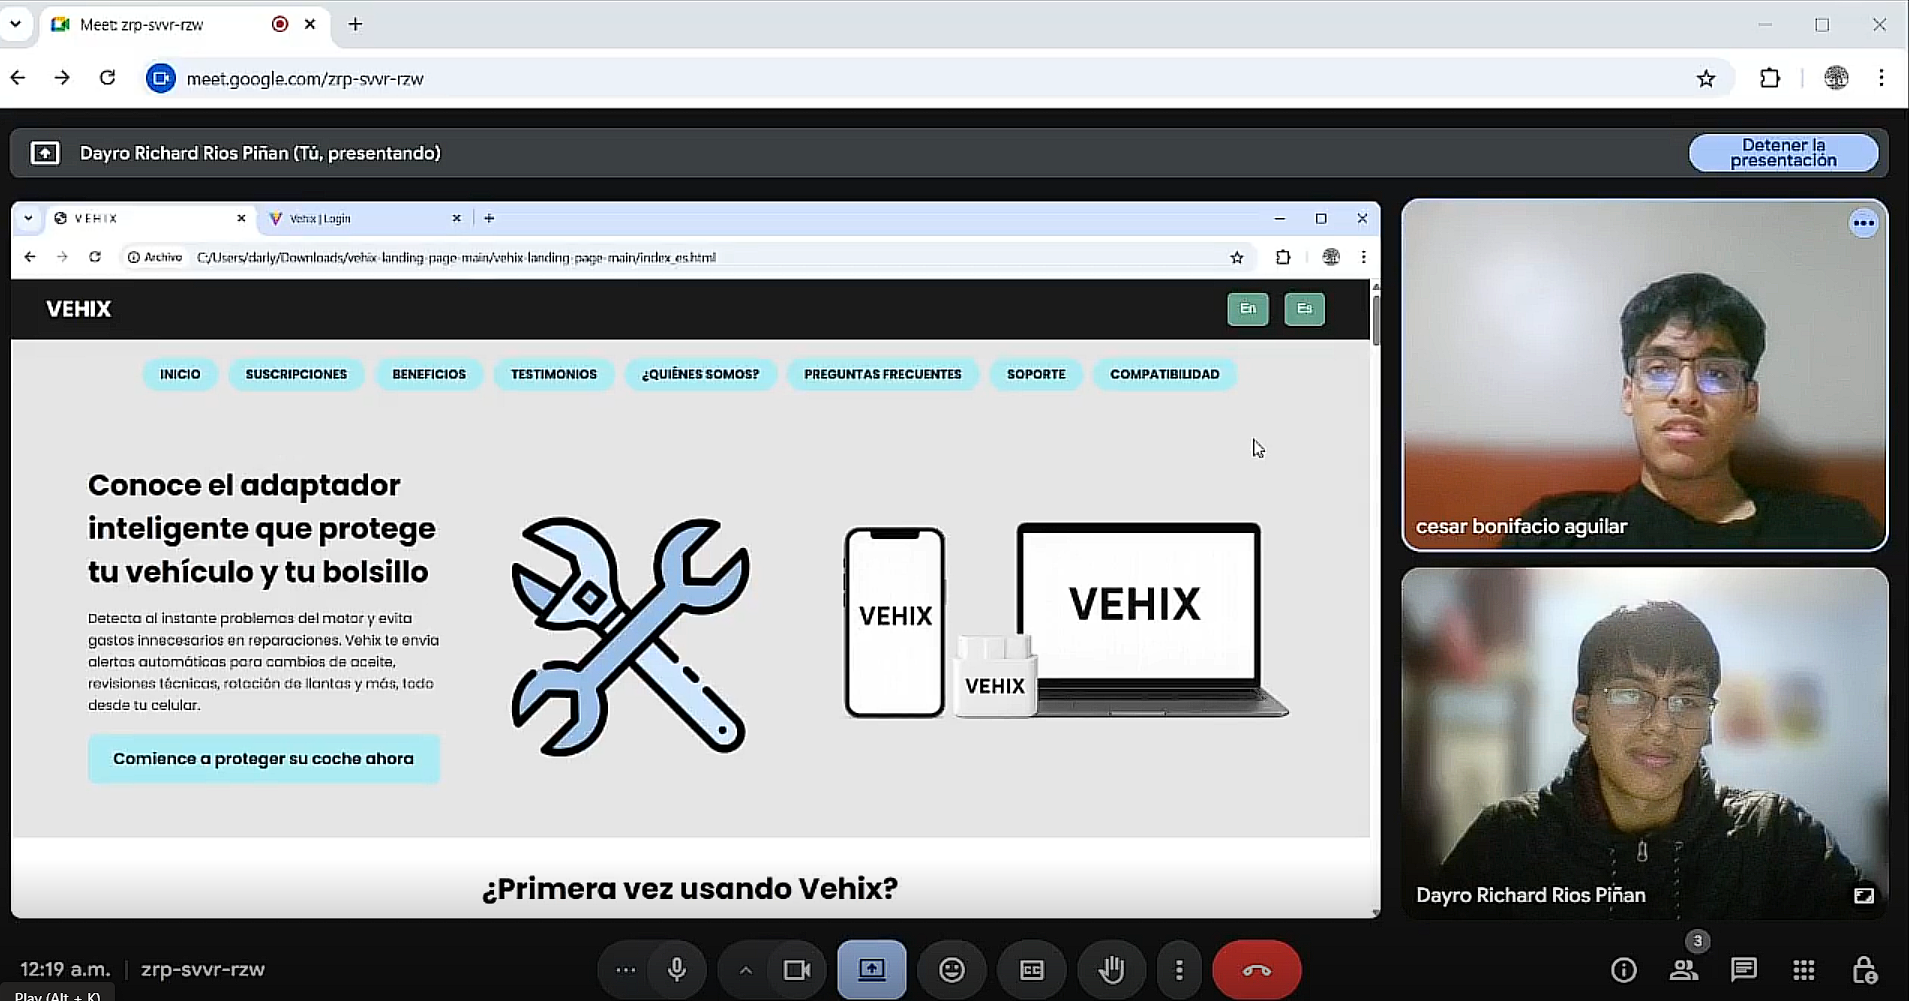 Meet: zrp-svvr-rzw
meet.google.com/zrp-svvr-rzw
Dayro Richard Rios Piñan (Tú, presentando)
Detener la
presentación
VEHIX
Vehix | Login
Archivo
C:/Users/darly/Downloads/vehix-landing-page-main/vehix-landing-page-main/index_es.html
VEHIX
En
Es
INICIO
SUSCRIPCIONES
BENEFICIOS
TESTIMONIOS
¿QUIÉNES SOMOS?
PREGUNTAS FRECUENTES
SOPORTE
COMPATIBILIDAD
Conoce el adaptador
inteligente que protege
tu vehículo y tu bolsillo
Detecta al instante problemas del motor y evita
gastos innecesarios en reparaciones. Vehix te envia
alertas automáticas para cambios de aceite,
revisiones técnicas, rotación de llantas y más, todo
desde tu celular.
Comience a proteger su coche ahora
VEHIX
VEHIX
VEHIX
¿Primera vez usando Vehix?
cesar bonifacio aguilar
Dayro Richard Rios Piñan
12:19 a.m.
zrp-svvr-rzw
3
Play (Alt + K)